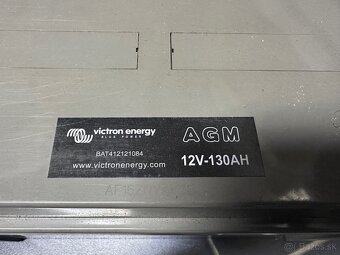 victron energy
BLUE POWER
AGM
BAT412121084
www.victronenergy.com
12V-130AH